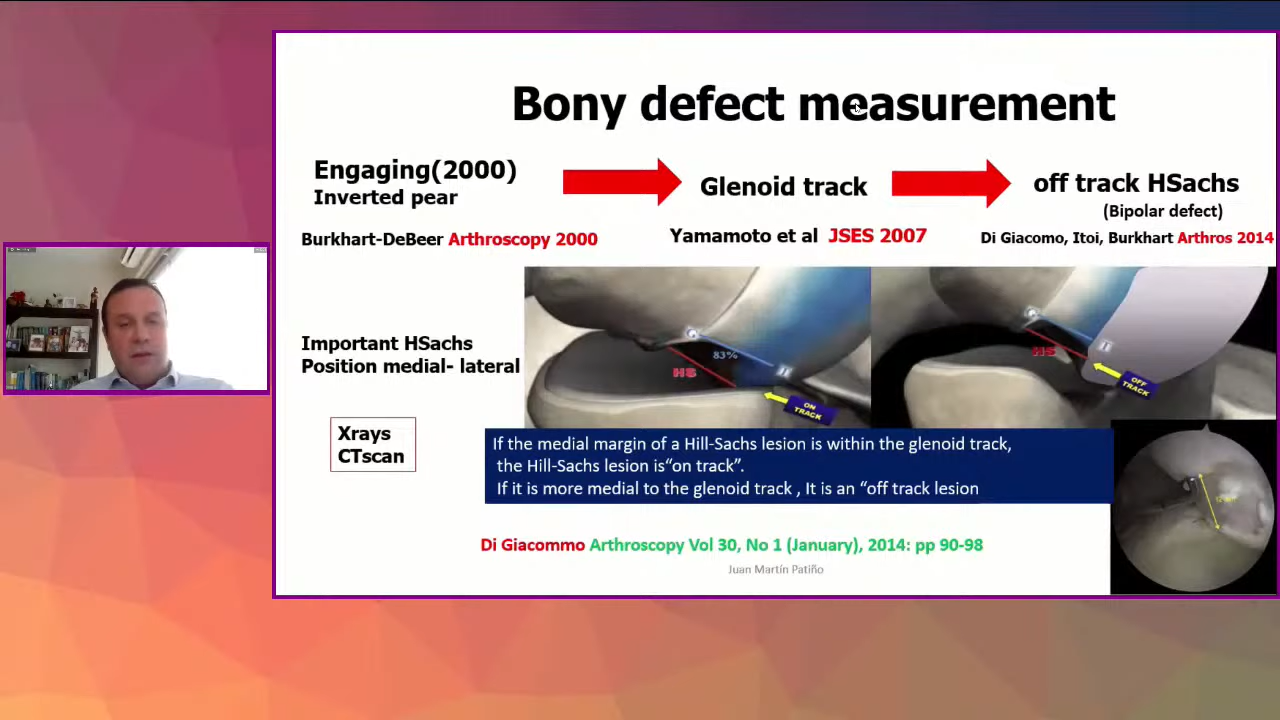 Bony defect measurement
Engaging(2000)
Inverted pear
Glenoid track
off track HSachs
(Bipolar defect)
Burkhart-DeBeer Arthroscopy 2000
Yamamoto et al JSES 2007
Di Giacomo, Itoi, Burkhart Arthros 2014
Important HSachs
Position medial- lateral
83%
HS
ON
TRACK
HS
OFF
TRACK
Xrays
CTscan
If the medial margin of a Hill-Sachs lesion is within the glenoid track,
the Hill-Sachs lesion is“on track”.
If it is more medial to the glenoid track , It is an “off track lesion
Di Giacommo Arthroscopy Vol 30, No 1 (January), 2014: pp 90-98
Juan Martín Patiño